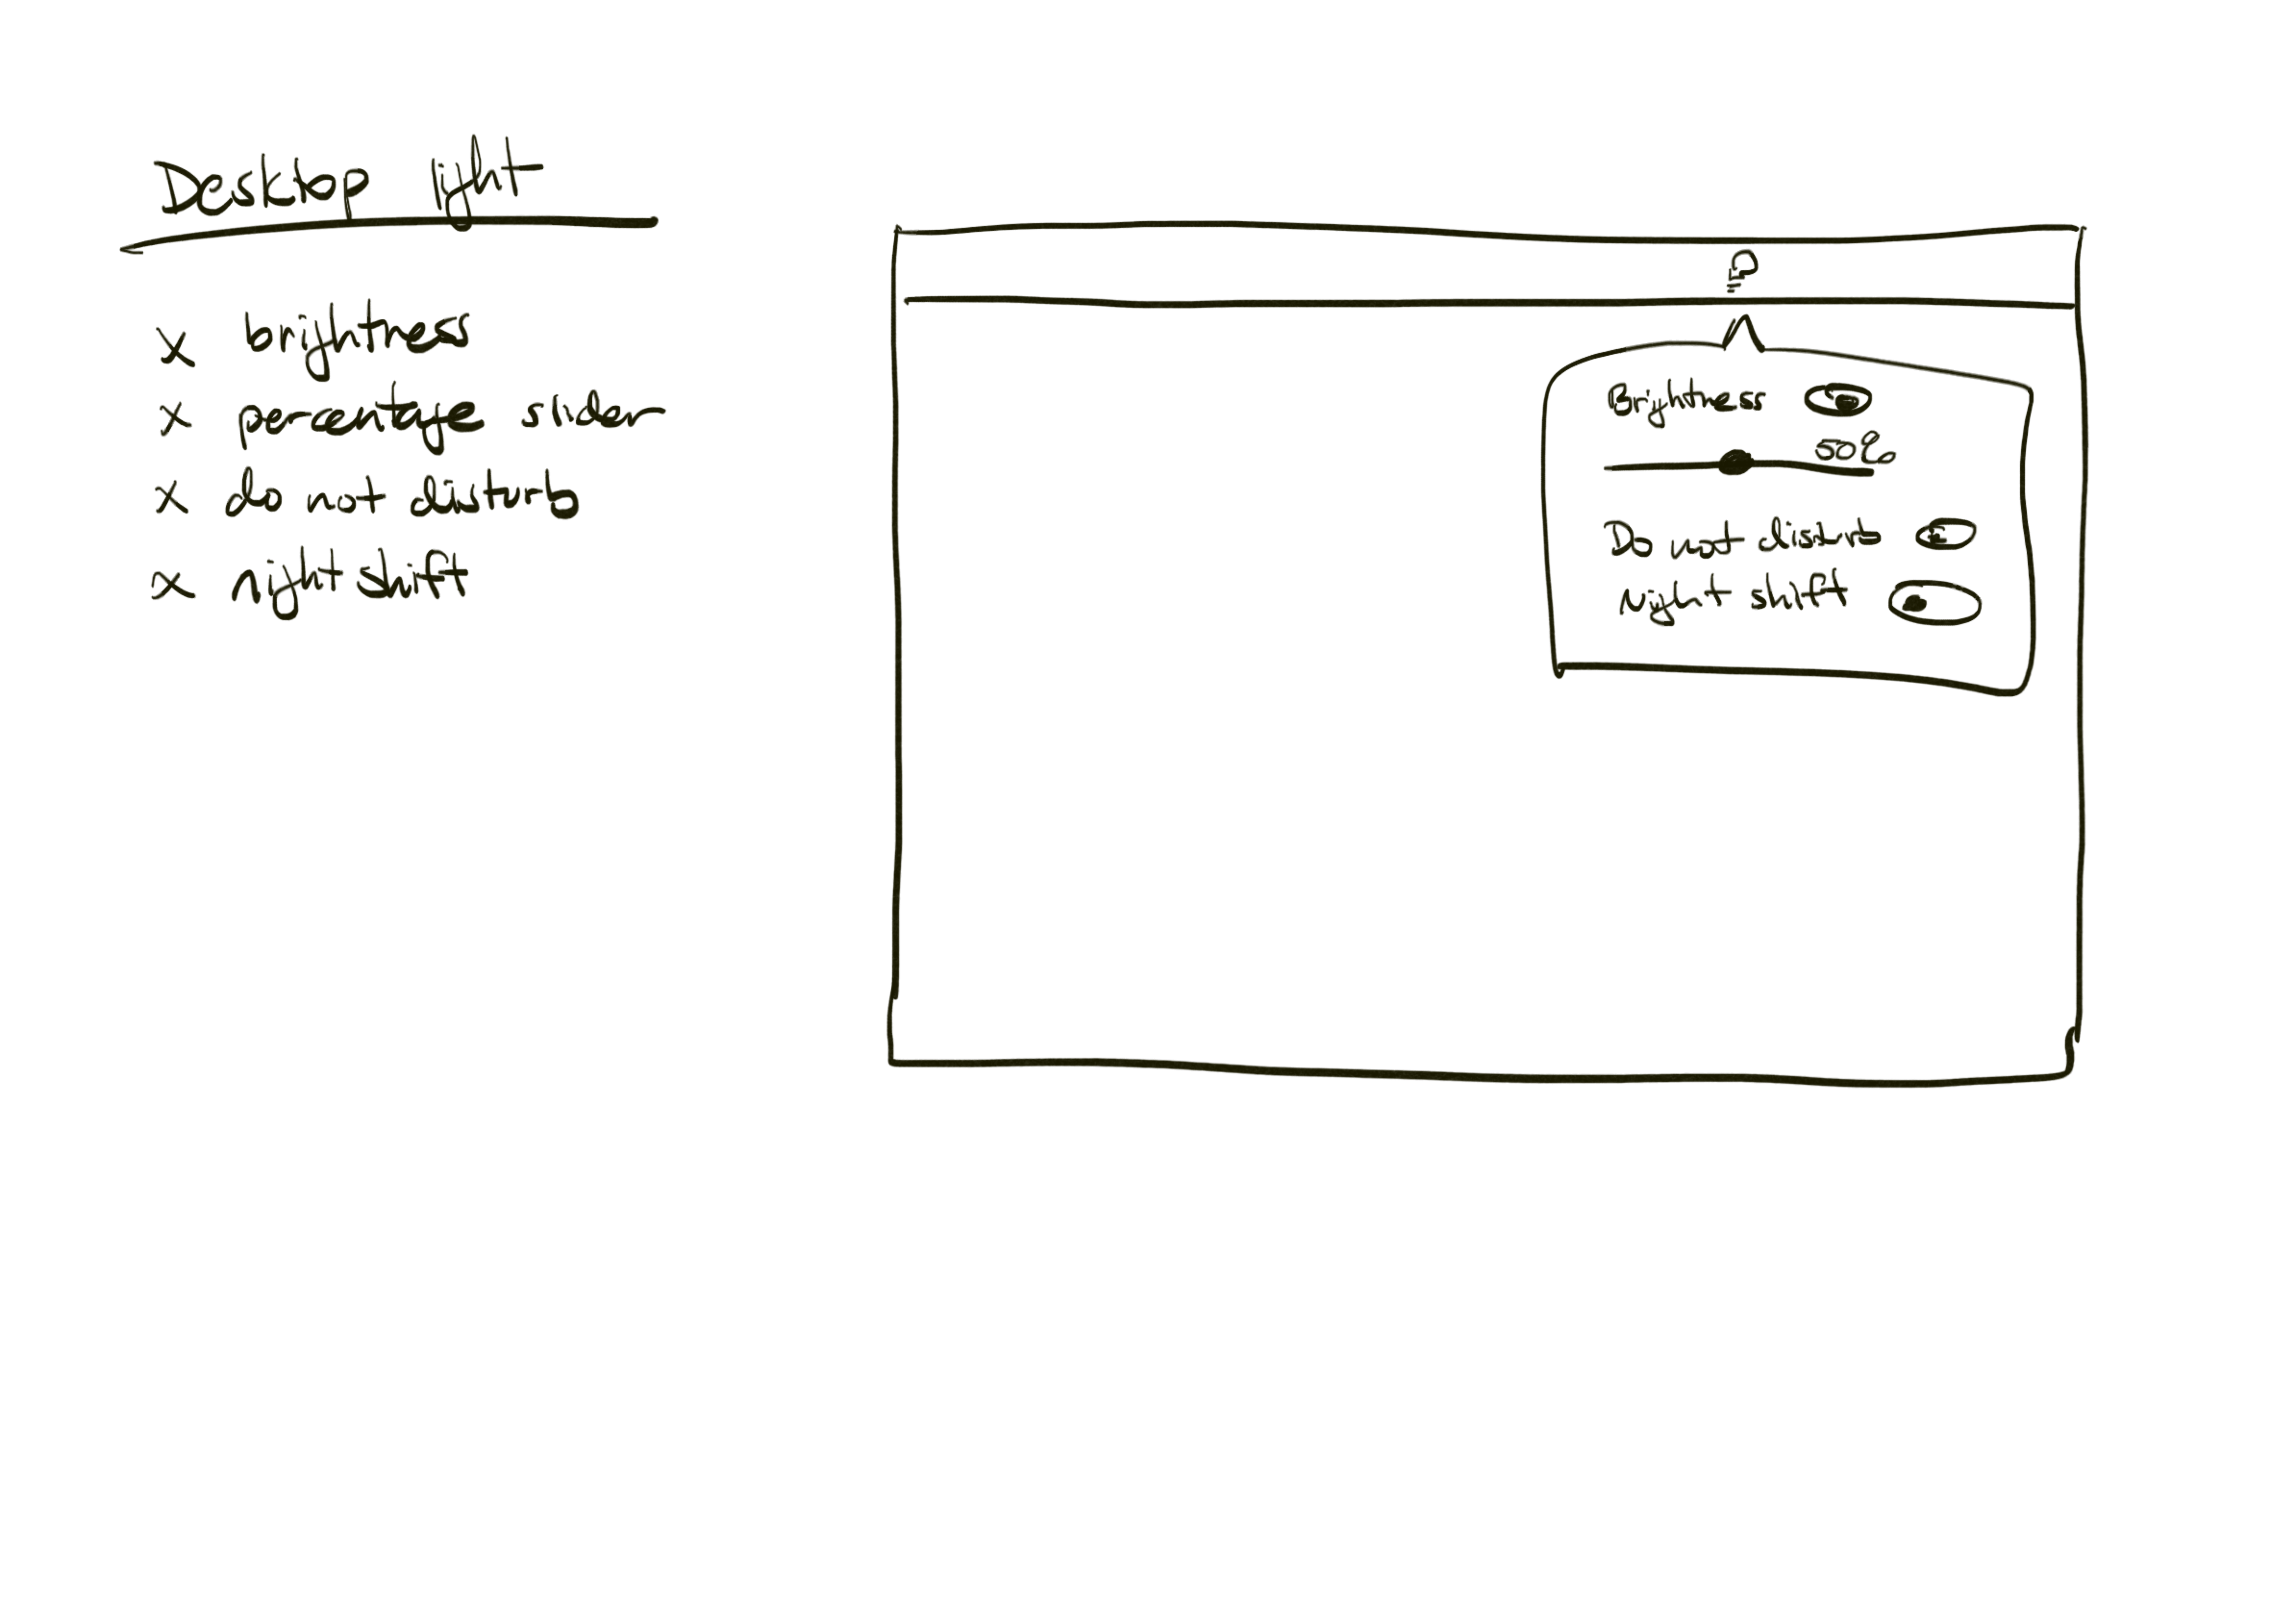 Desktop light
x brightness
x percentage slider
x do not disturb
x night shift
Brightness
50%
Do not disturb
Night shift